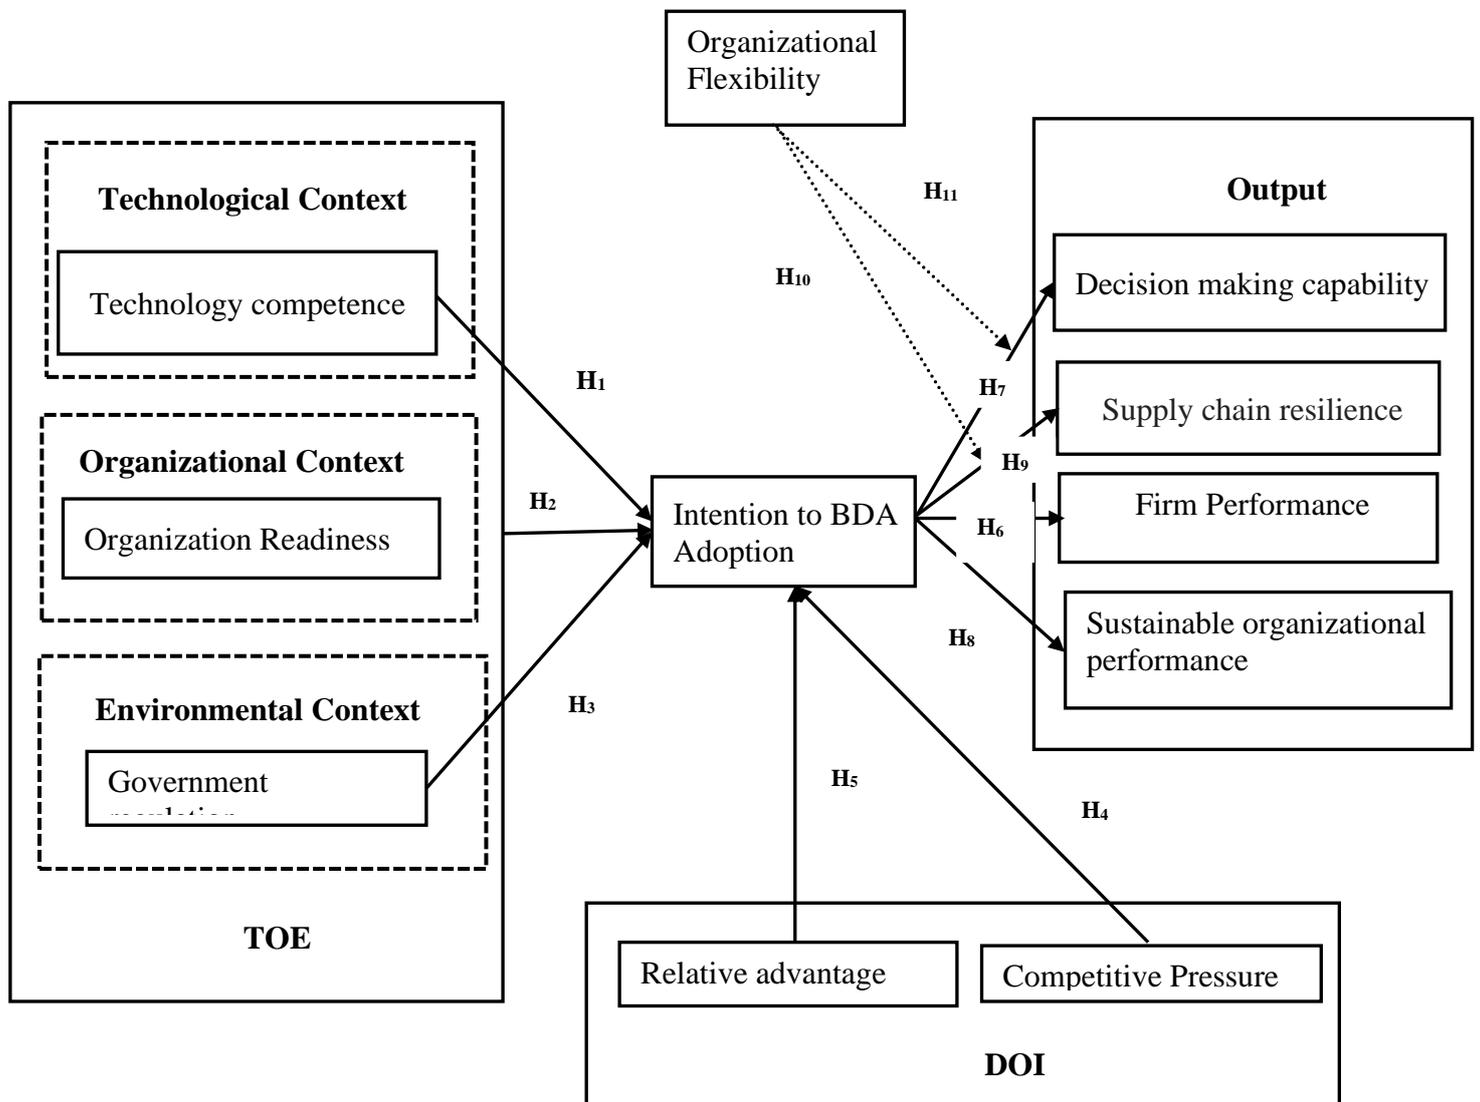 Organizational
Flexibility
Technological Context
Technology competence
Organizational Context
Organization Readiness
Environmental Context
Government
TOE
H1
H2
H3
Intention to BDA
Adoption
H11
H10
Output
Decision making capability
H7
Supply chain resilience
H9
Firm Performance
H6
Sustainable organizational
performance
H8
H5
H4
Relative advantage
Competitive Pressure
DOI